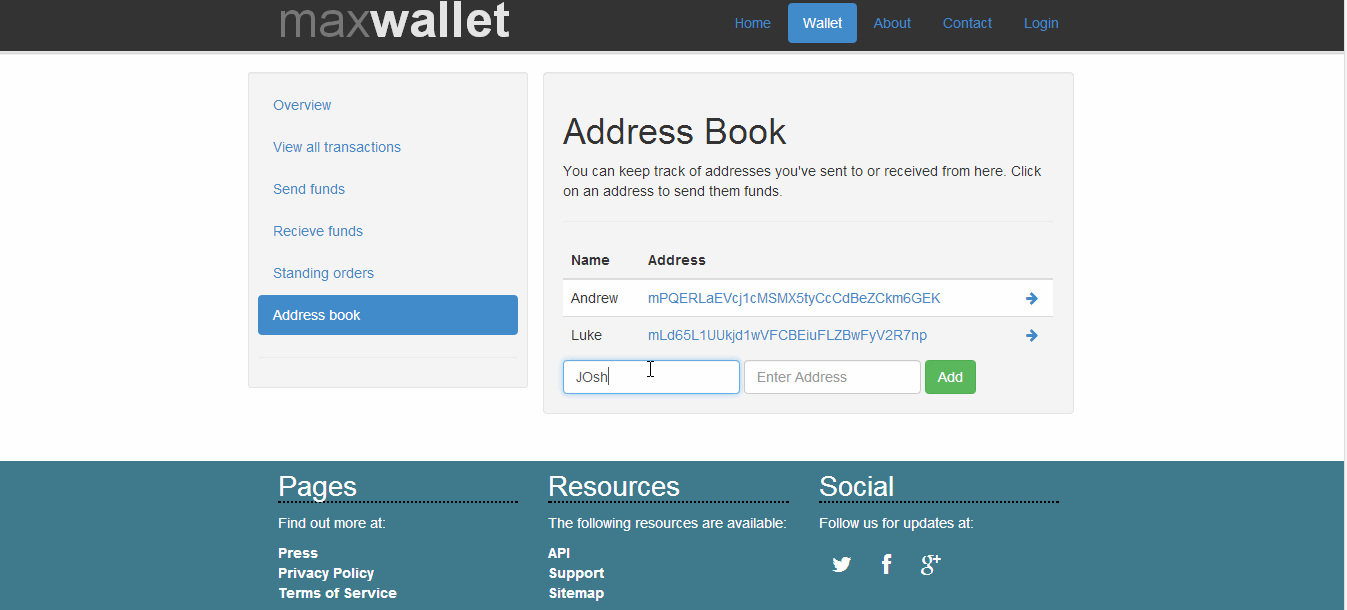 maxwallet
Home Wallet About Contact Login
Overview
View all transactions
Send funds
Recieve funds
Standing orders
Address book
Address Book
You can keep track of addresses you've sent to or received from here. Click
on an address to send them funds.
Name Address
Andrew mPQERLaEVcj1cMSMX5tyCcCdBeZCkm6GEK
Luke mLd65L1UUkjd1wVFCBEiuFLZBwFyV2R7np
JOsh Enter Address Add
Pages Resources Social
Find out more at: The following resources are available: Follow us for updates at:
Press API
Privacy Policy Support
Terms of Service Sitemap